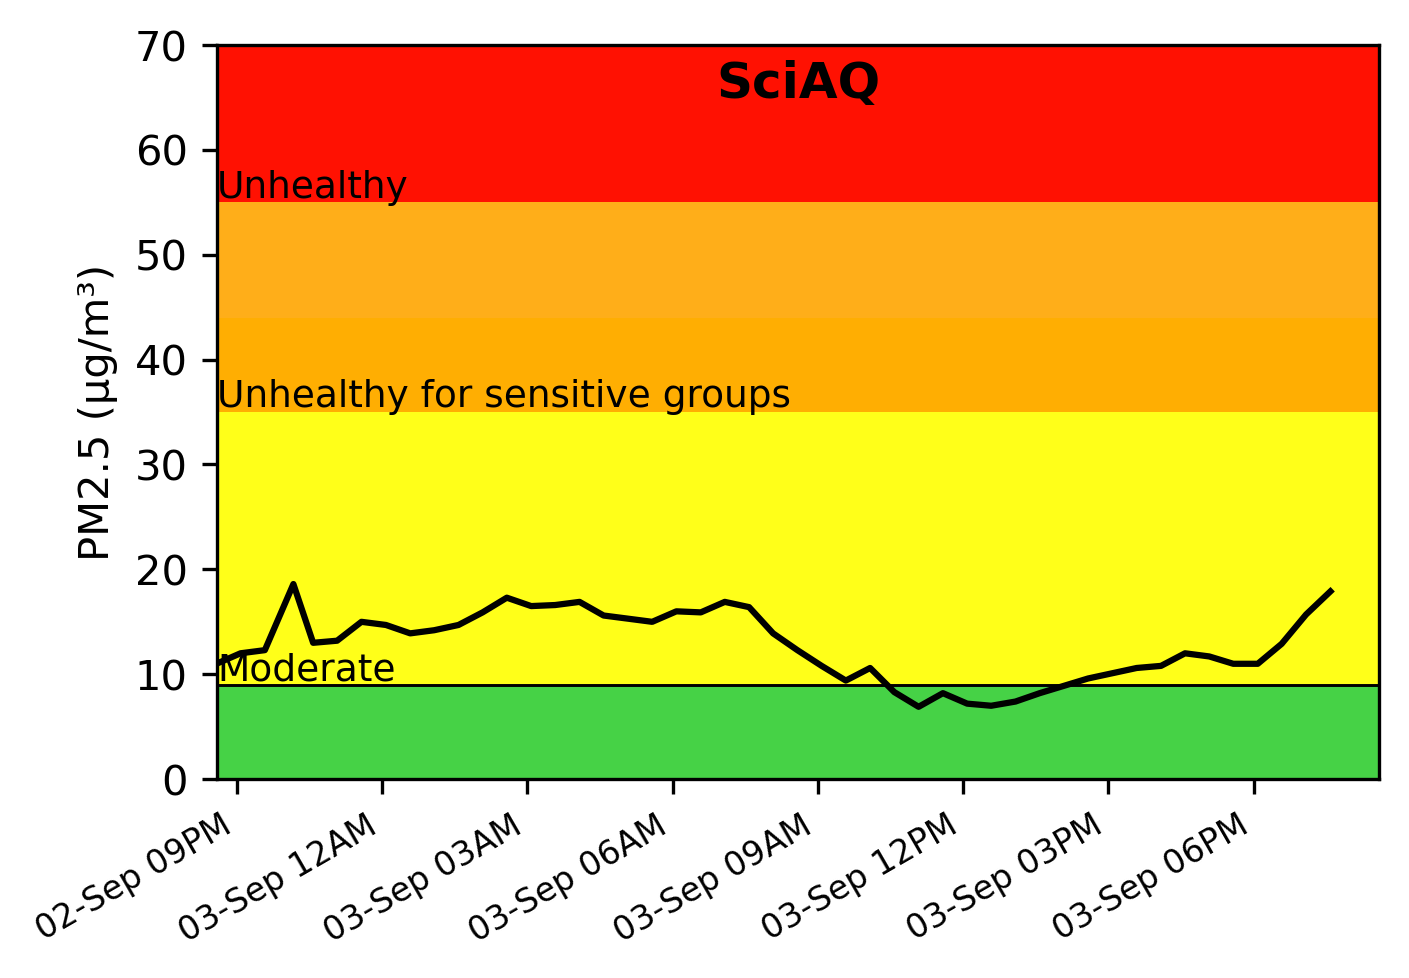 SciAQ
70
60
50
40
30
20
10
0
PM2.5 (µg/m³)
Unhealthy
Unhealthy for sensitive groups
Moderate
02-Sep 09PM
03-Sep 12AM
03-Sep 03AM
03-Sep 06AM
03-Sep 09AM
03-Sep 12PM
03-Sep 03PM
03-Sep 06PM